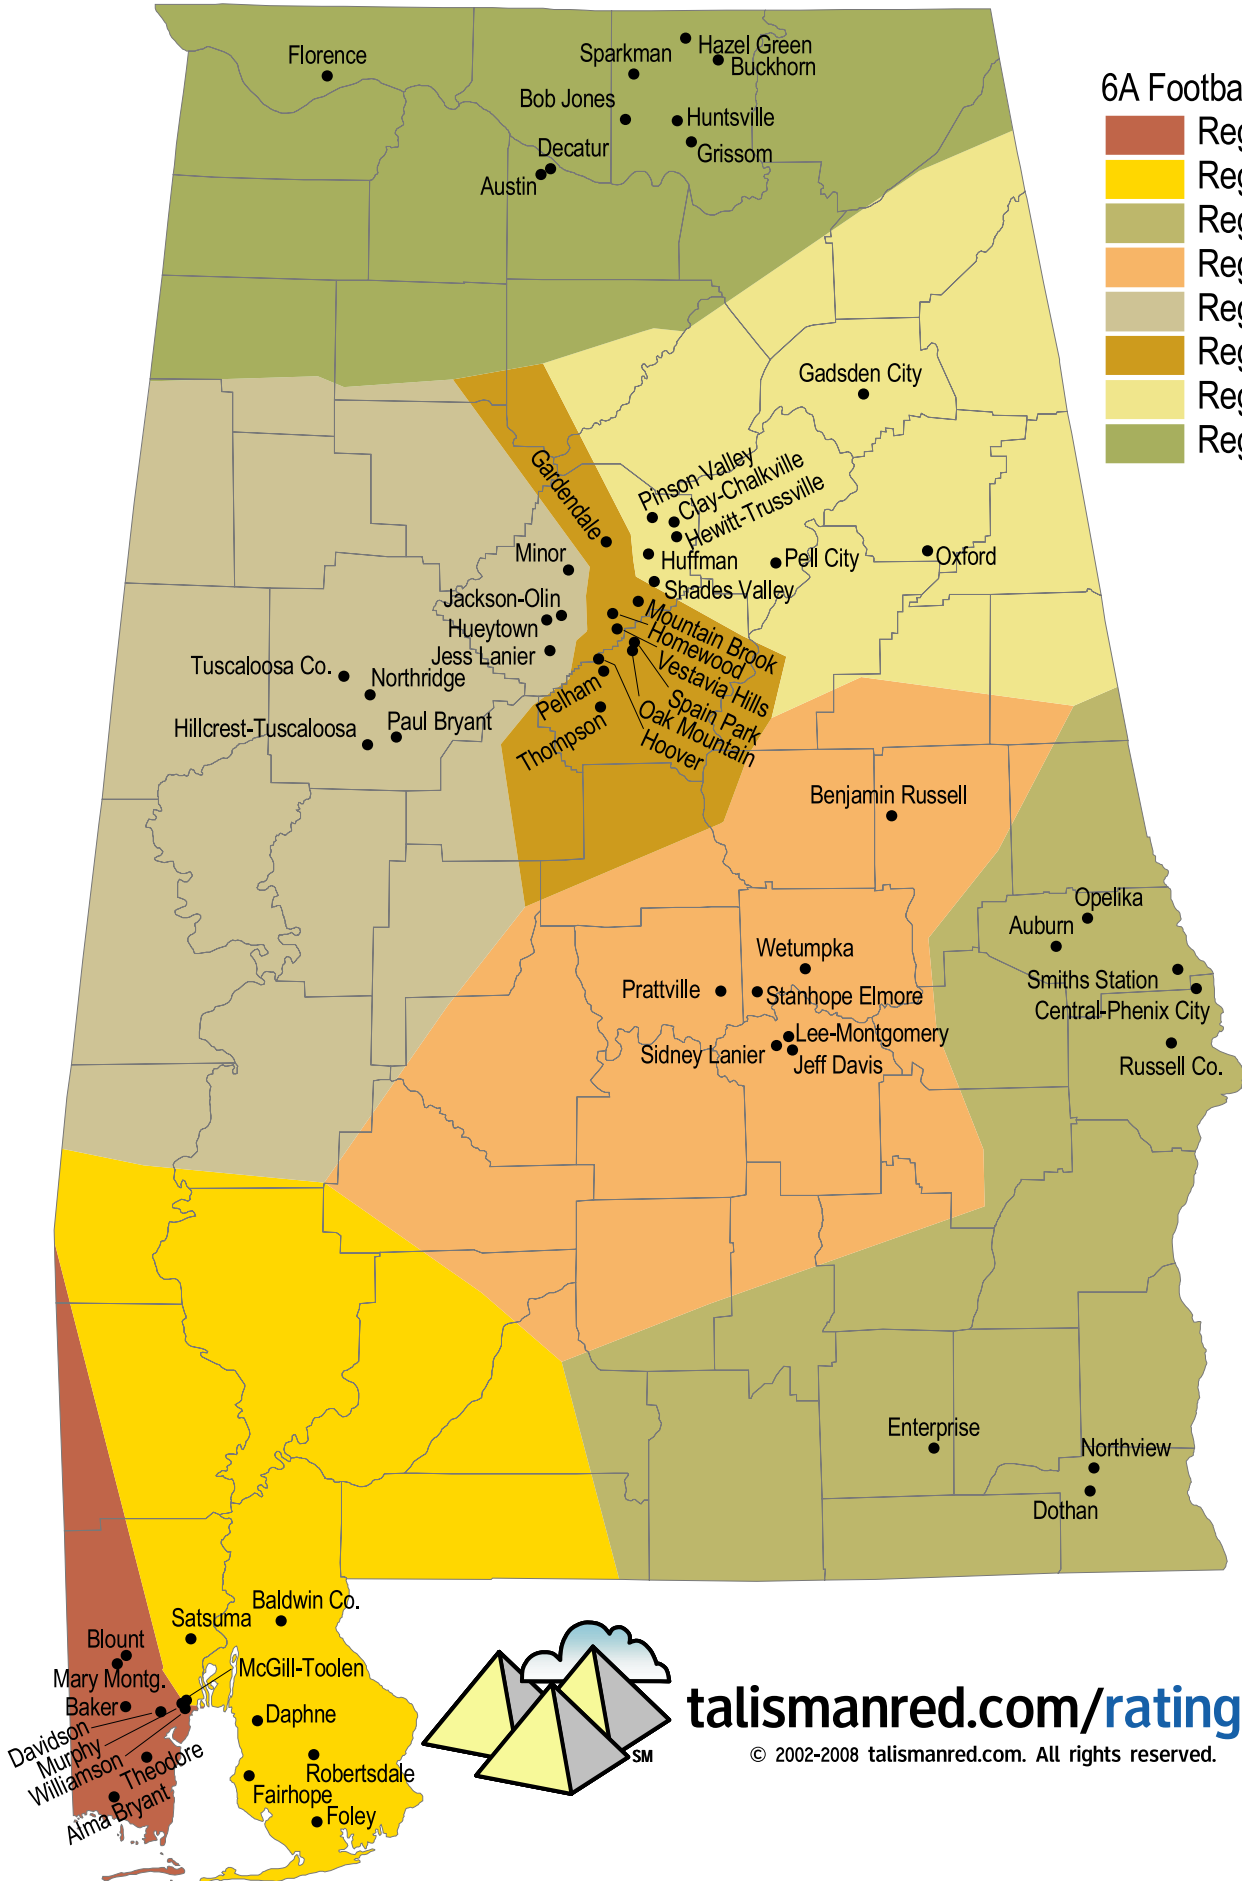 Florence
Sparkman
Hazel Green
Buckhorn
Bob Jones
Huntsville
Decatur
Grissom
Austin
6A Footba
Reg
Reg
Reg
Reg
Reg
Reg
Reg
Reg
Gadsden City
Gardendale
Pinson Valley
Clay-Chalkville
Hewitt-Trussville
Minor
Huffman
Pell City
Oxford
Shades Valley
Jackson-Olin
Hueytown
Jess Lanier
Mountain Brook
Homewood
Vestavia Hills
Spain Park
Oak Mountain
Hoover
Pelham
Thompson
Tuscaloosa Co.
Northridge
Hillcrest-Tuscaloosa
Paul Bryant
Benjamin Russell
Opelika
Auburn
Smiths Station
Central-Phenix City
Russell Co.
Wetumpka
Prattville
Stanhope Elmore
Lee-Montgomery
Sidney Lanier
Jeff Davis
Enterprise
Northview
Dothan
Baldwin Co.
Satsuma
Blount
McGill-Toolen
Mary Montg.
Baker
Davidson
Murphy
Williamson
Theodore
Alma Bryant
Daphne
Robertsdale
Fairhope
Foley
SM
talismanred.com/rating
© 2002-2008 talismanred.com. All rights reserved.